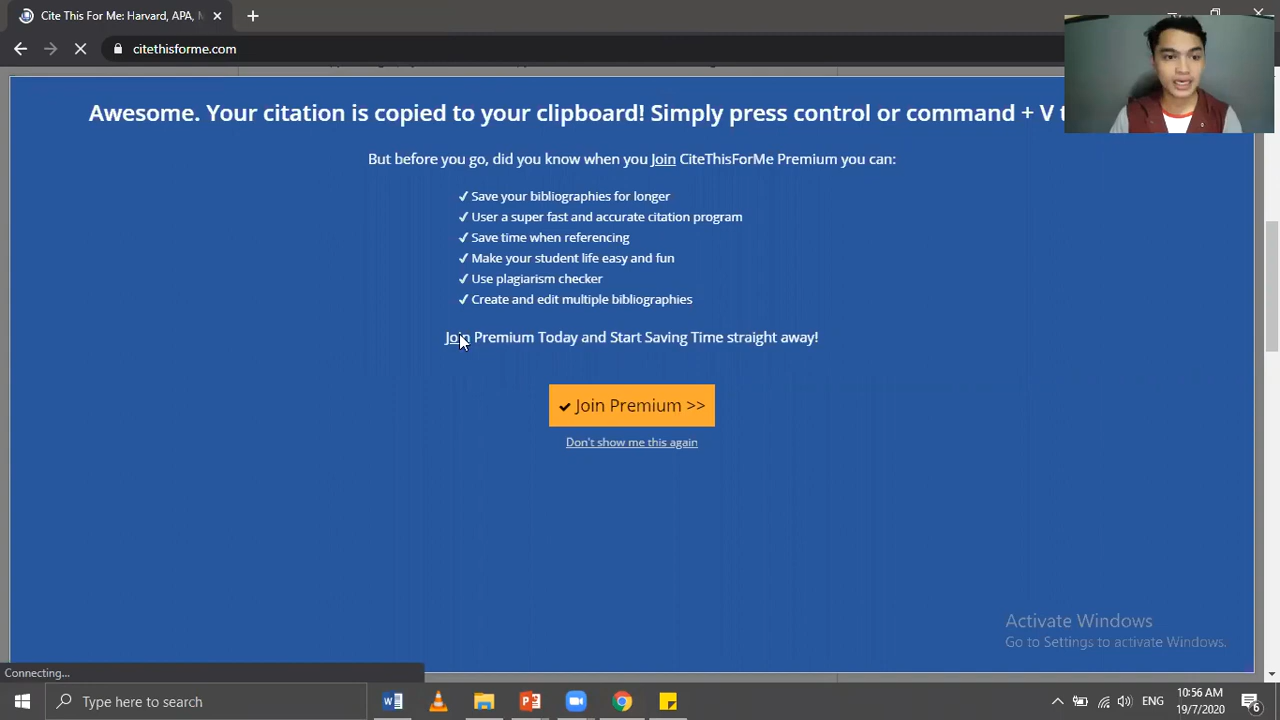 Cite This For Me: Harvard, APA, M
citethisforme.com
Awesome. Your citation is copied to your clipboard! Simply press control or command + V t
But before you go, did you know when you Join CiteThisForMe Premium you can:
✓ Save your bibliographies for longer
✓ User a super fast and accurate citation program
✓ Save time when referencing
✓ Make your student life easy and fun
✓ Use plagiarism checker
✓ Create and edit multiple bibliographies
Join Premium Today and Start Saving Time straight away!
✓ Join Premium >>
Don't show me this again
Activate Windows
Go to Settings to activate Windows.
Connecting...
Type here to search
ENG
10:56 AM
19/7/2020
6